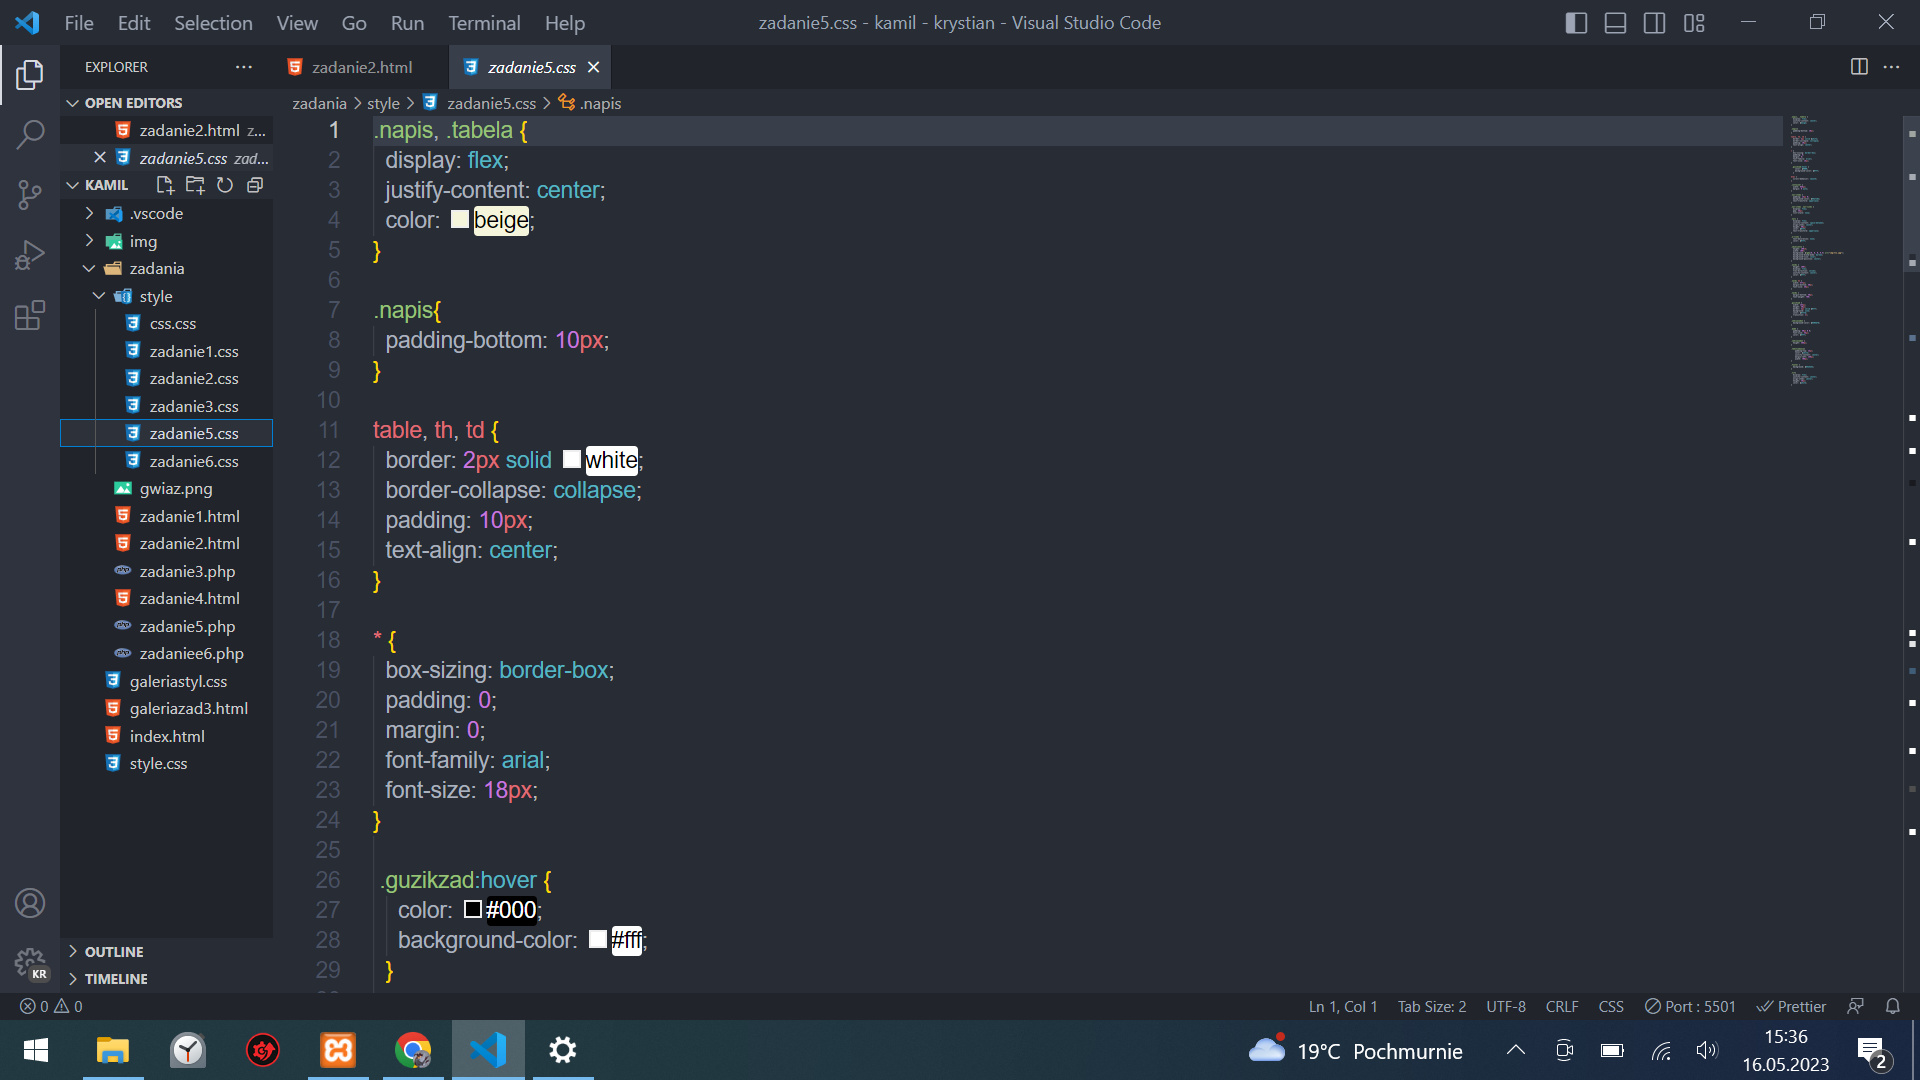 File Edit Selection View Go Run Terminal Help
zadanie5.css - kamil - krystian - Visual Studio Code
EXPLORER
zadanie2.html
zadanie5.css
OPEN EDITORS
zadanie2.html z...
zadanie5.css zad...
KAMIL
.vscode
img
zadania
style
css.css
zadanie1.css
zadanie2.css
zadanie3.css
zadanie5.css
zadanie6.css
gwiaz.png
zadanie1.html
zadanie2.html
zadanie3.php
zadanie4.html
zadanie5.php
zadaniee6.php
galeriastyl.css
galeriazad3.html
index.html
style.css
OUTLINE
TIMELINE
zadania > style > zadanie5.css > .napis
1 .napis, .tabela {
2 display: flex;
3 justify-content: center;
4 color: beige;
5 }
6
7 .napis{
8 padding-bottom: 10px;
9 }
10
11 table, th, td {
12 border: 2px solid white;
13 border-collapse: collapse;
14 padding: 10px;
15 text-align: center;
16 }
17
18 * {
19 box-sizing: border-box;
20 padding: 0;
21 margin: 0;
22 font-family: arial;
23 font-size: 18px;
24 }
25
26 .guzikzad:hover {
27 color: #000;
28 background-color: #fff;
29 }
KR
0 0
Ln 1, Col 1 Tab Size: 2 UTF-8 CRLF CSS Port : 5501 Prettier
19°C Pochmurnie
15:36
16.05.2023
2